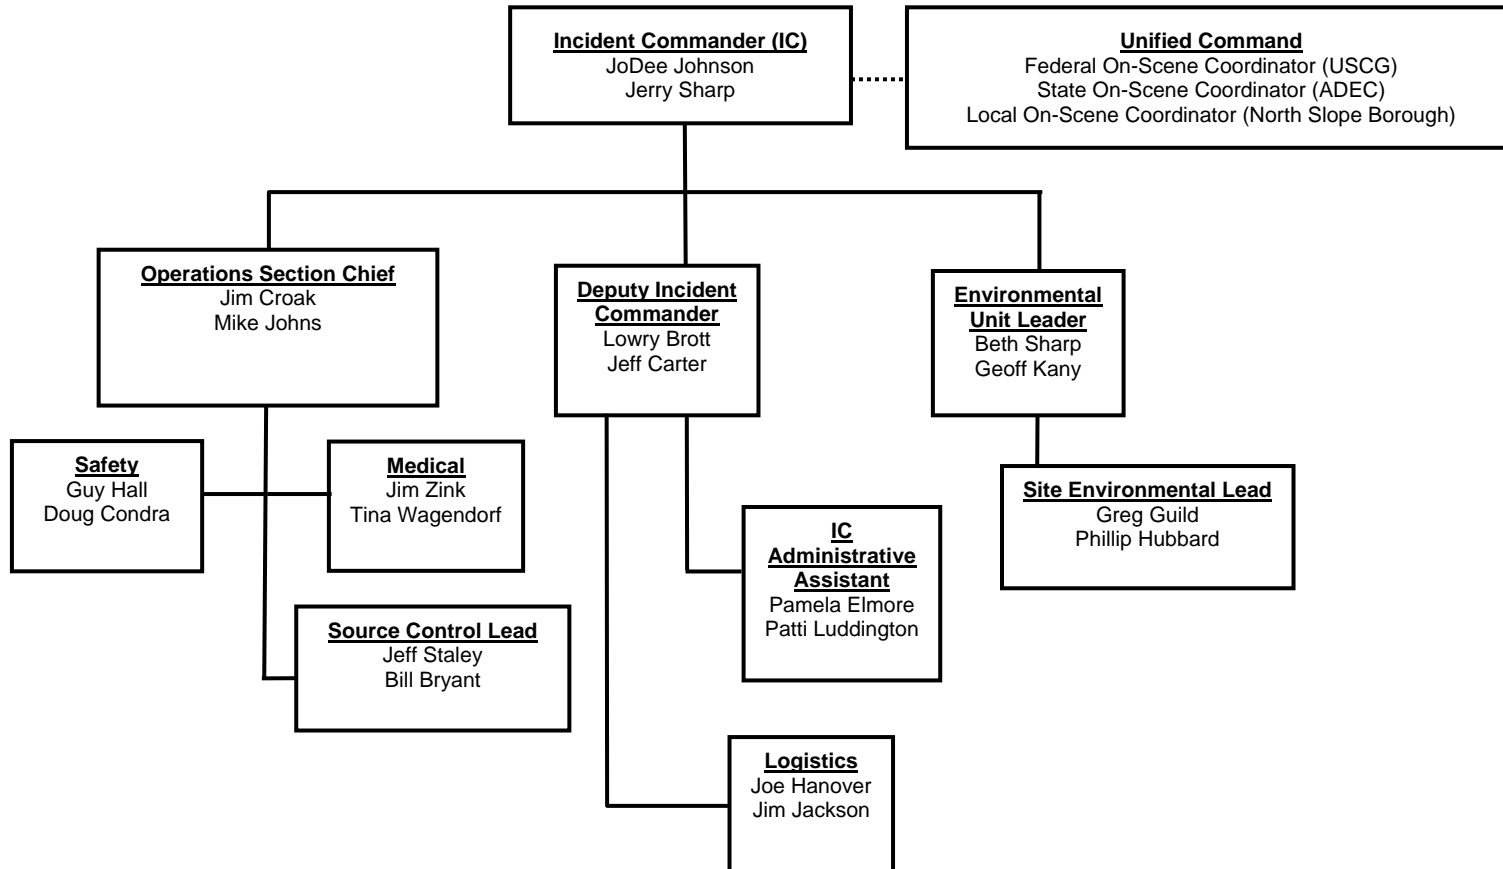 Incident Commander (IC)
JoDee Johnson
Jerry Sharp
Unified Command
Federal On-Scene Coordinator (USCG)
State On-Scene Coordinator (ADEC)
Local On-Scene Coordinator (North Slope Borough)
Operations Section Chief
Jim Croak
Mike Johns
Deputy Incident
Commander
Lowry Brott
Jeff Carter
Environmental
Unit Leader
Beth Sharp
Geoff Kany
Safety
Guy Hall
Doug Condra
Medical
Jim Zink
Tina Wagendorf
Site Environmental Lead
Greg Guild
Phillip Hubbard
IC
Administrative
Assistant
Pamela Elmore
Patti Luddington
Source Control Lead
Jeff Staley
Bill Bryant
Logistics
Joe Hanover
Jim Jackson